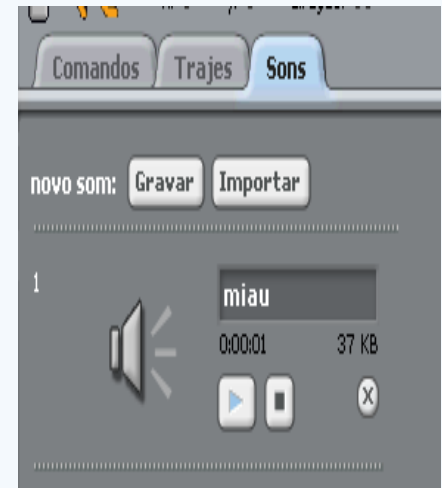 Comandos Trajes Sons
novo som: Gravar Importar
1
miau
0:00:01 37 KB